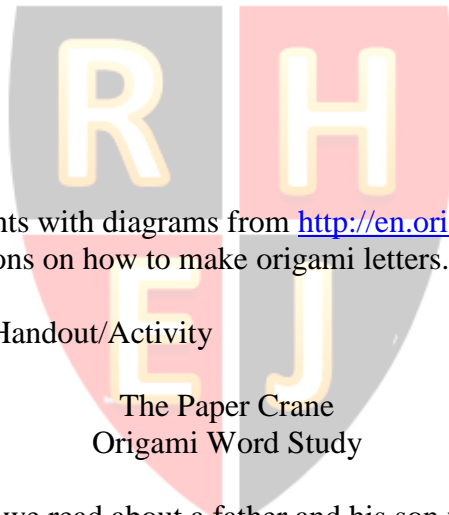 R H
nts with diagrams from http://en.ori
ons on how to make origami letters.
E J
Handout/Activity
The Paper Crane
Origami Word Study
we read about a father and his son